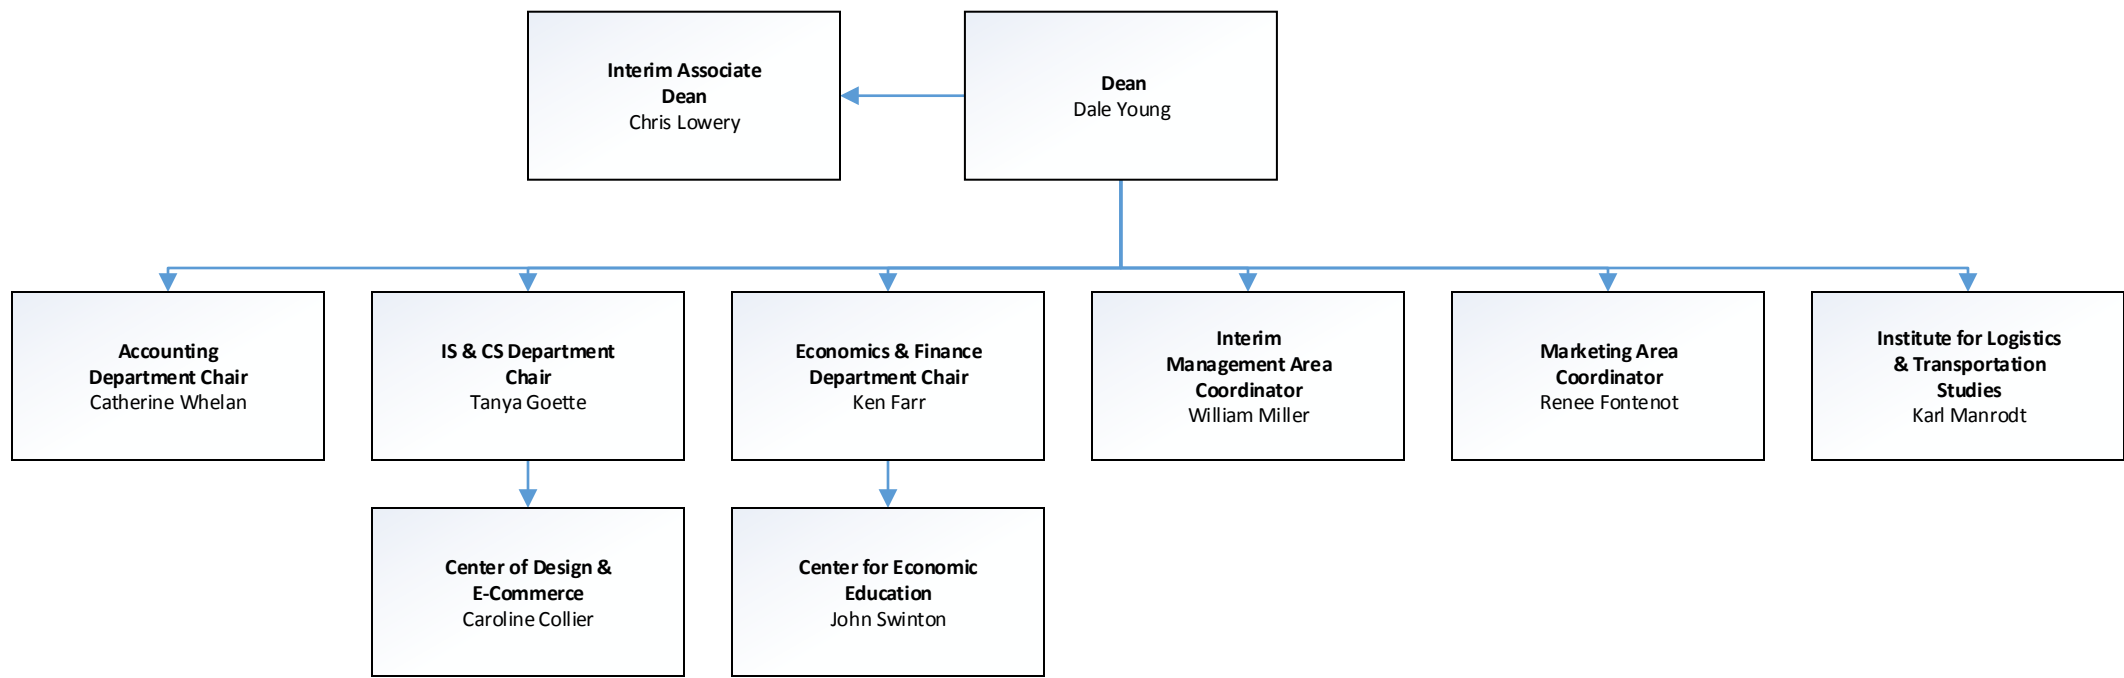 Interim Associate
Dean
Chris Lowery
Dean
Dale Young
Accounting
Department Chair
Catherine Whelan
IS & CS Department
Chair
Tanya Goette
Economics & Finance
Department Chair
Ken Farr
Interim
Management Area
Coordinator
William Miller
Marketing Area
Coordinator
Renee Fontenot
Institute for Logistics
& Transportation
Studies
Karl Manrodt
Center of Design &
E-Commerce
Caroline Collier
Center for Economic
Education
John Swinton